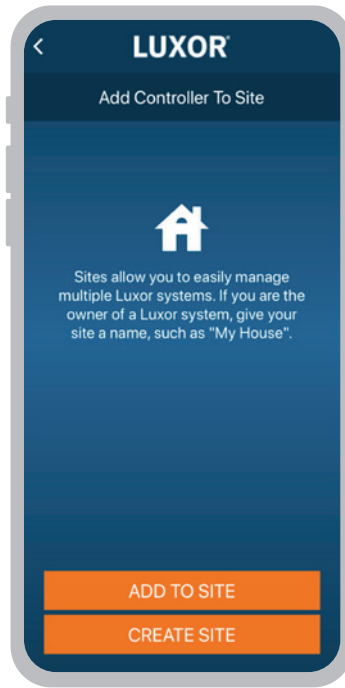 LUXOR®
Add Controller To Site
Sites allow you to easily manage
multiple Luxor systems. If you are the
owner of a Luxor system, give your
site a name, such as "My House".
ADD TO SITE
CREATE SITE